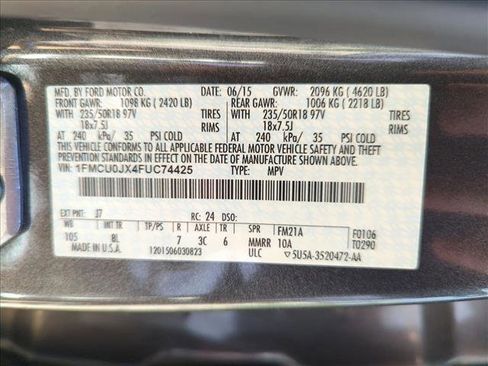 MFD. BY FORD MOTOR CO. DATE: 06/15 GVWR: 2096 KG ( 4620 LB)
FRONT GAWR: 1098 KG ( 2420 LB) REAR GAWR: 1006 KG ( 2218 LB)
WITH 235/50R18 97V TIRES WITH 235/50R18 97V TIRES
18x7.5J RIMS 18x7.5J RIMS
AT 240 kPa/ 35 PSI COLD AT 240 kPa/ 35 PSI COLD
THIS VEHICLE CONFORMS TO ALL APPLICABLE FEDERAL MOTOR VEHICLE SAFETY AND THEFT PREVENTION STANDARDS IN EFFECT ON THE DATE OF MANUFACTURE SHOWN ABOVE.
VIN: 1FMCU0JX4FUC74425 TYPE: MPV
EXT PNT: J7 RC: 24 DSO:
WB TP/PS R AXLE TR SPR FM21A F0106
105 8L 7 3C 6 MMRR 10A T0290
MADE IN U.S.A. 1201506030823 ULC 5U5A-3520472-AA